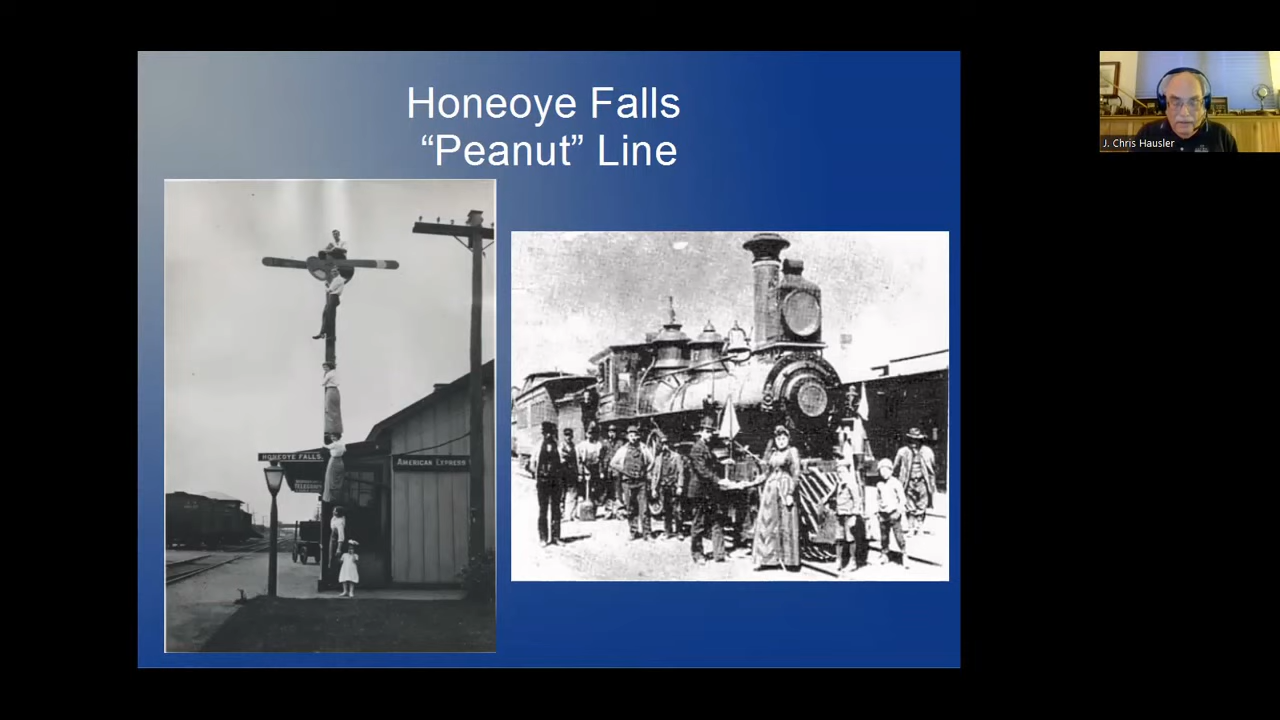 Honeoye Falls
“Peanut” Line
HONEOYE FALLS.
AMERICAN EXPRESS
TELEGRAPH
J. Chris Hausler